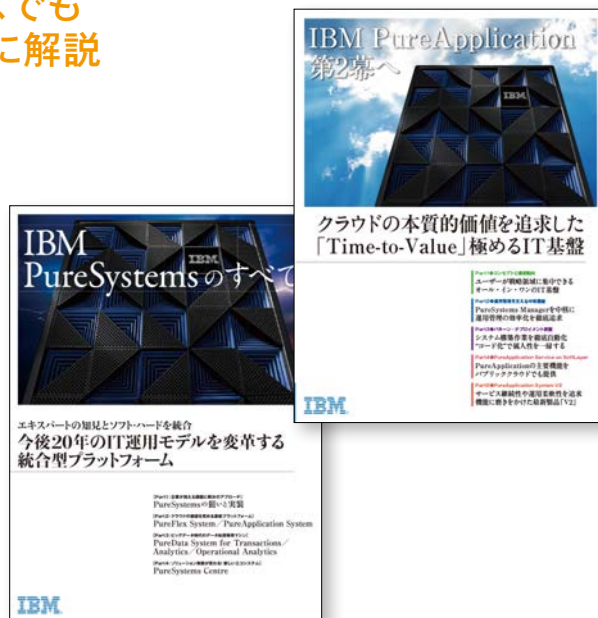 でも
に解説
IBM PureApplication
第2幕へ
IBM
クラウドの本質的価値を追求した
「Time-to-Value」極めるIT基盤
ユーザーが戦略領域に集中できる
オール・イン・ワンのIT基盤
PureSystems Managerを中核に
運用管理の効率化を徹底追求
システム構築作業を徹底自動化
“コード化”で属人性を一掃する
Part4●PureApplication Service on SoftLayer
PureApplicationの主要機能を
パブリッククラウドでも提供
Part5●PureApplication System V2
サービス継続性や運用柔軟性を追求
機能に磨きをかけた最新製品「V2」
IBM
IBM
PureSystemsのすべて
IBM
エキスパートの知見とソフト・ハードを統合
今後20年のIT運用モデルを変革する
統合型プラットフォーム
PureSystemsの狙いと実装
PureFlex System／PureApplication System
PureData System for Transactions／
Analytics／Operational Analytics
PureSystems Centre
IBM